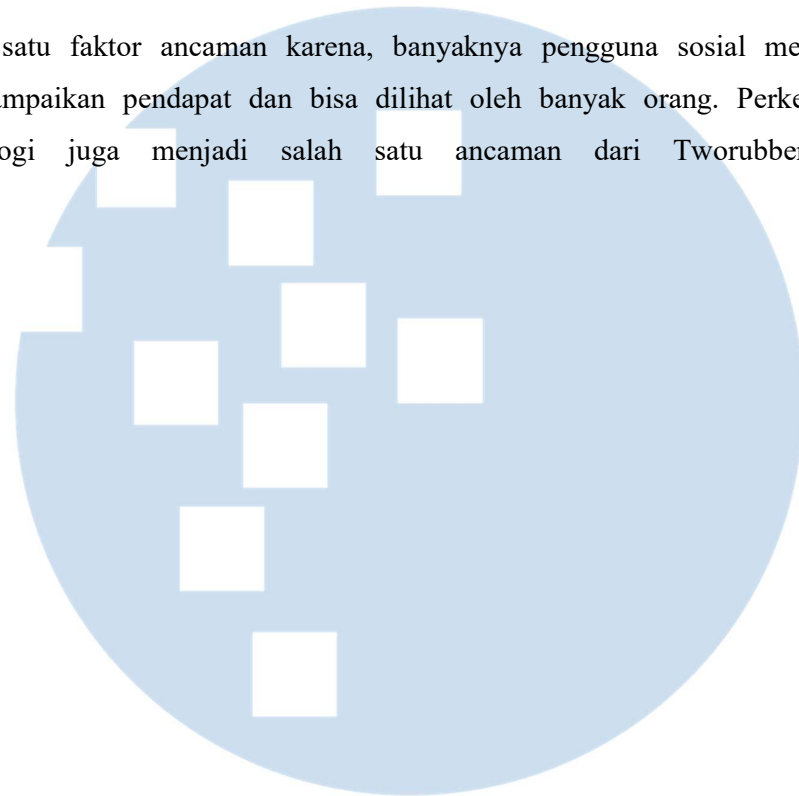 satu faktor ancaman karena, banyaknya pengguna sosial me
ampaikan pendapat dan bisa dilihat oleh banyak orang. Perke
ogi juga menjadi salah satu ancaman dari Tworubber